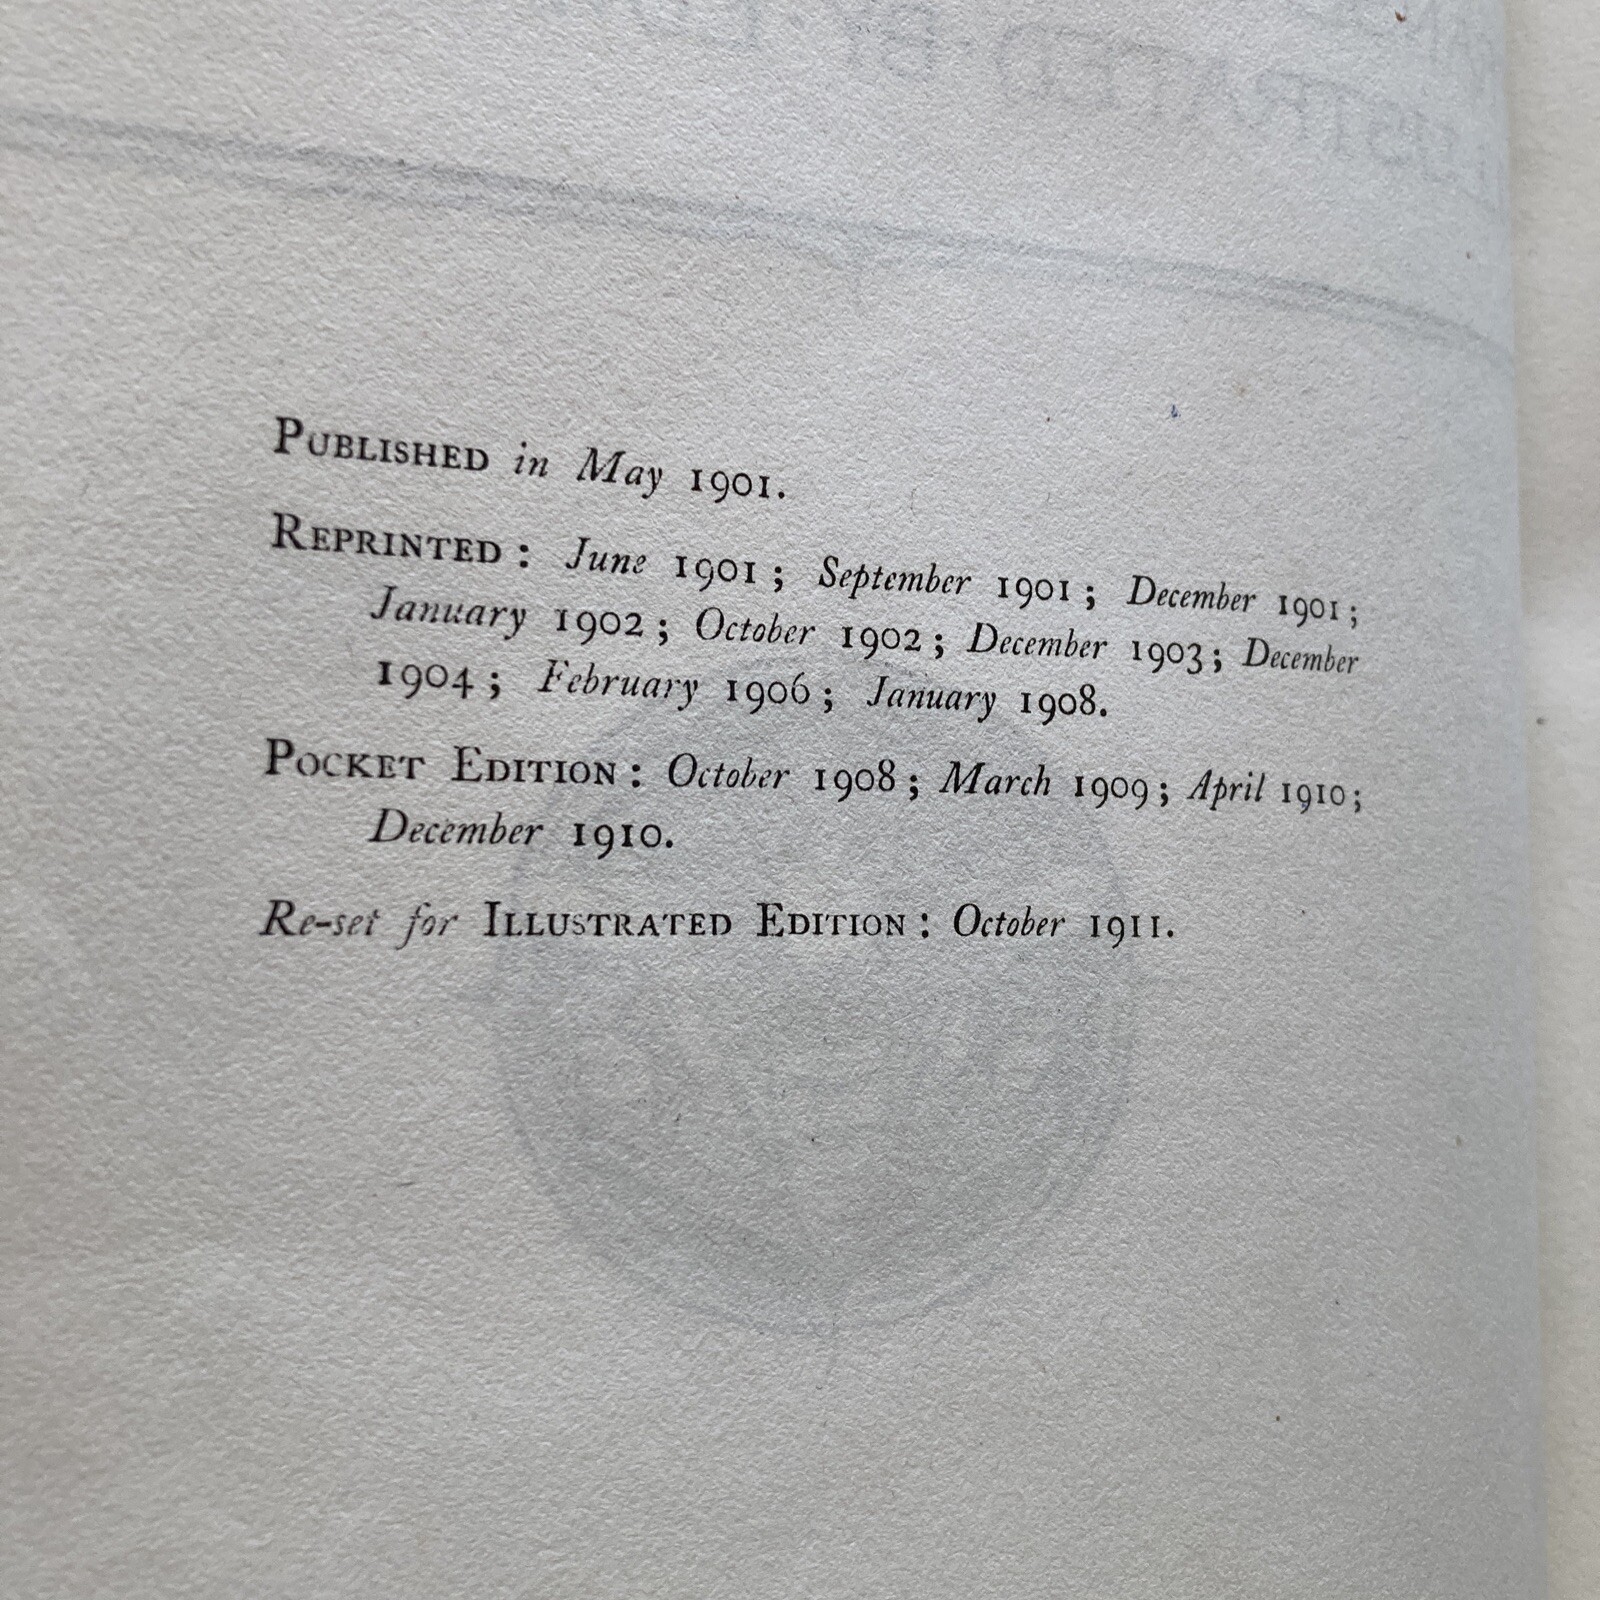 PUBLISHED in May 1901.
REPRINTED: June 1901; September 1901; December 1901;
January 1902; October 1902; December 1903; December
1904; February 1906; January 1908.
POCKET EDITION: October 1908; March 1909; April 1910;
December 1910.
Re-set for ILLUSTRATED EDITION: October 1911.